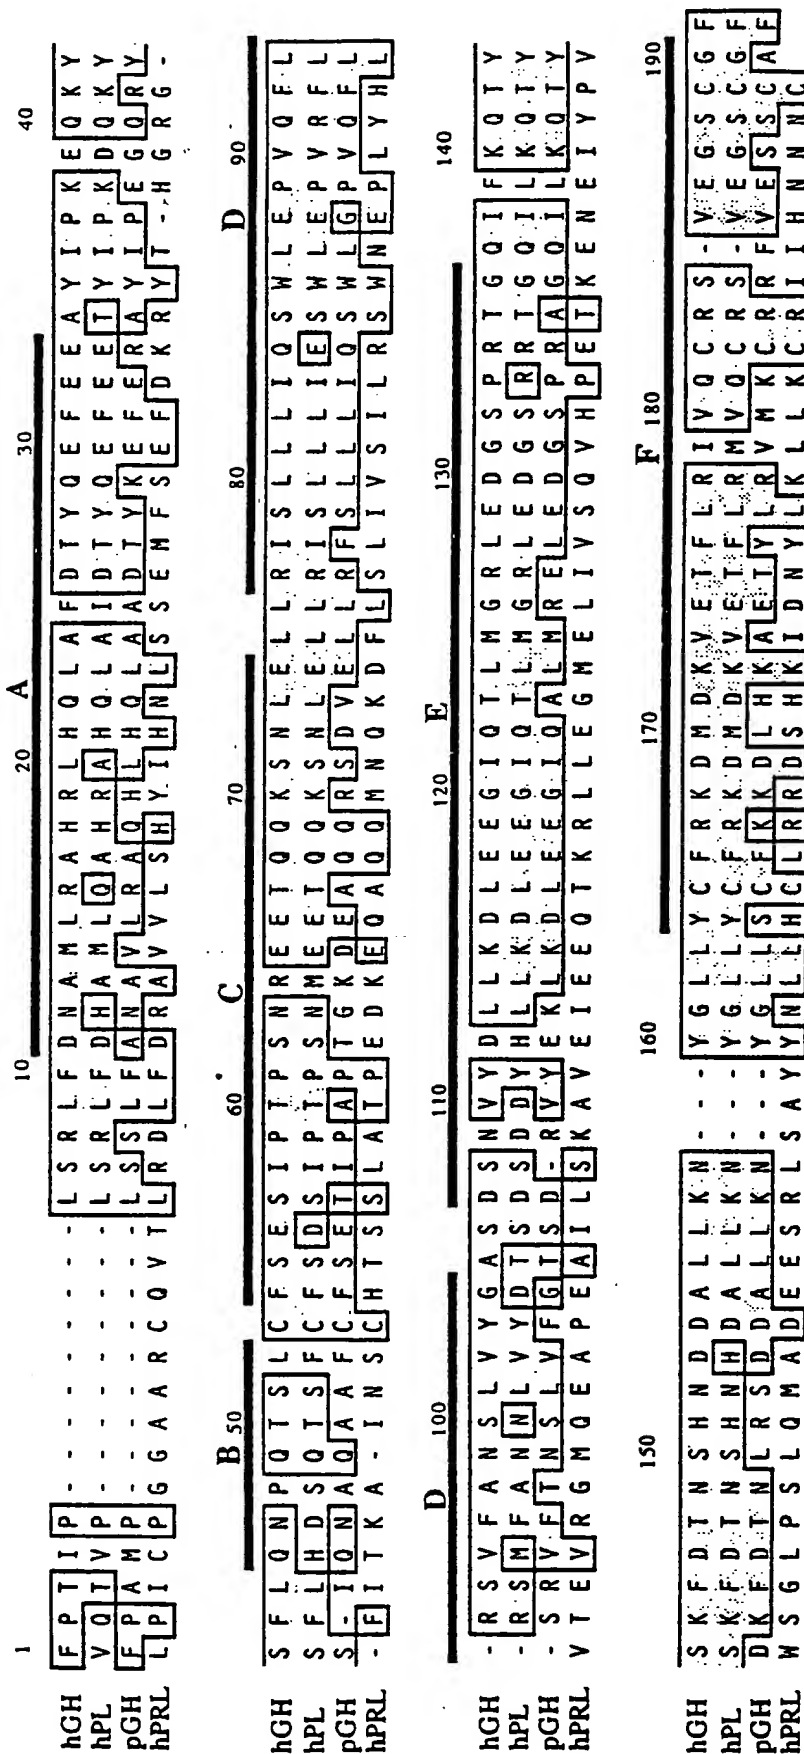 1 10 20 30 40
A
hGH F P T I P - - - - - - - - - L S R L F D N A M L R A H R L H Q L A F D T Y Q E F E E A Y I P K E Q K Y
hPL V Q T V P - - - - - - - - - L S R L F D H A M L Q A H R A H Q L A I D T Y Q E F E E T Y I P K D Q K Y
pGH F P A M P - - - - - - - - - L S S L F A N A V L R A Q H L H Q L A A D T Y K E F E R A Y I P E G Q R Y
hPRL L P I C P G G A A R C Q V T L R D L F D R A V V L S H Y I H N L S S E M F S E F D K R Y T - H G R G -
50 60 70 80 90
B C D
hGH S F L Q N P Q T S L C F S E S I P T P S N R E E T Q Q K S N L E L L R I S L L L I Q S W L E P V Q F L
hPL S F L H D S Q T S F C F S D S I P T P S N M E E T Q Q K S N L E L L R I S L L L I E S W L E P V R F L
pGH S - I Q N A Q A A F C F S E T I P A P T G K D E A Q Q R S D V E L L R F S L L L I Q S W L G P V Q F L
hPRL - F I T K A - I N S C H T S S L A T P E D K E Q A Q Q M N Q K D F L S L I V S I L R S W N E P L Y H L
100 110 120 130 140
D E
hGH - R S V F A N S L V Y G A S D S N V Y D L L K D L E E G I Q T L M G R L E D G S P R T G Q I F K Q T Y
hPL - R S M F A N N L V Y D T S D S D D Y H L L K D L E E G I Q T L M G R L E D G S R R T G Q I L K Q T Y
pGH - S R V F T N S L V F G T S D - R V Y E K L K D L E E G I Q A L M R E L E D G S P R A G Q I L K Q T Y
hPRL V T E V R G M Q E A P E A I L S K A V E I E E Q T K R L L E G M E L I V S Q V H P E T K E N E I Y P V
150 160 170 180 190
F
hGH S K F D T N S H N D D A L L K N - - - - Y G L L Y C F R K D M D K V E T F L R I V Q C R S - V E G S C G F
hPL S K F D T N S H N H D A L L K N - - - - Y G L L Y C F R K D M D K V E T F L R M V Q C R S - V E G S C G F
pGH D K F D T N L R S D D A L L K N - - - - Y G L L S C F K K D L H K A E T Y L R V M K C R R F V E S S C A F
hPRL W S G L P S L Q M A D E E S R L S A Y Y N L L H C L R R D S H K I D N Y L K L L K C R I I H N N N C